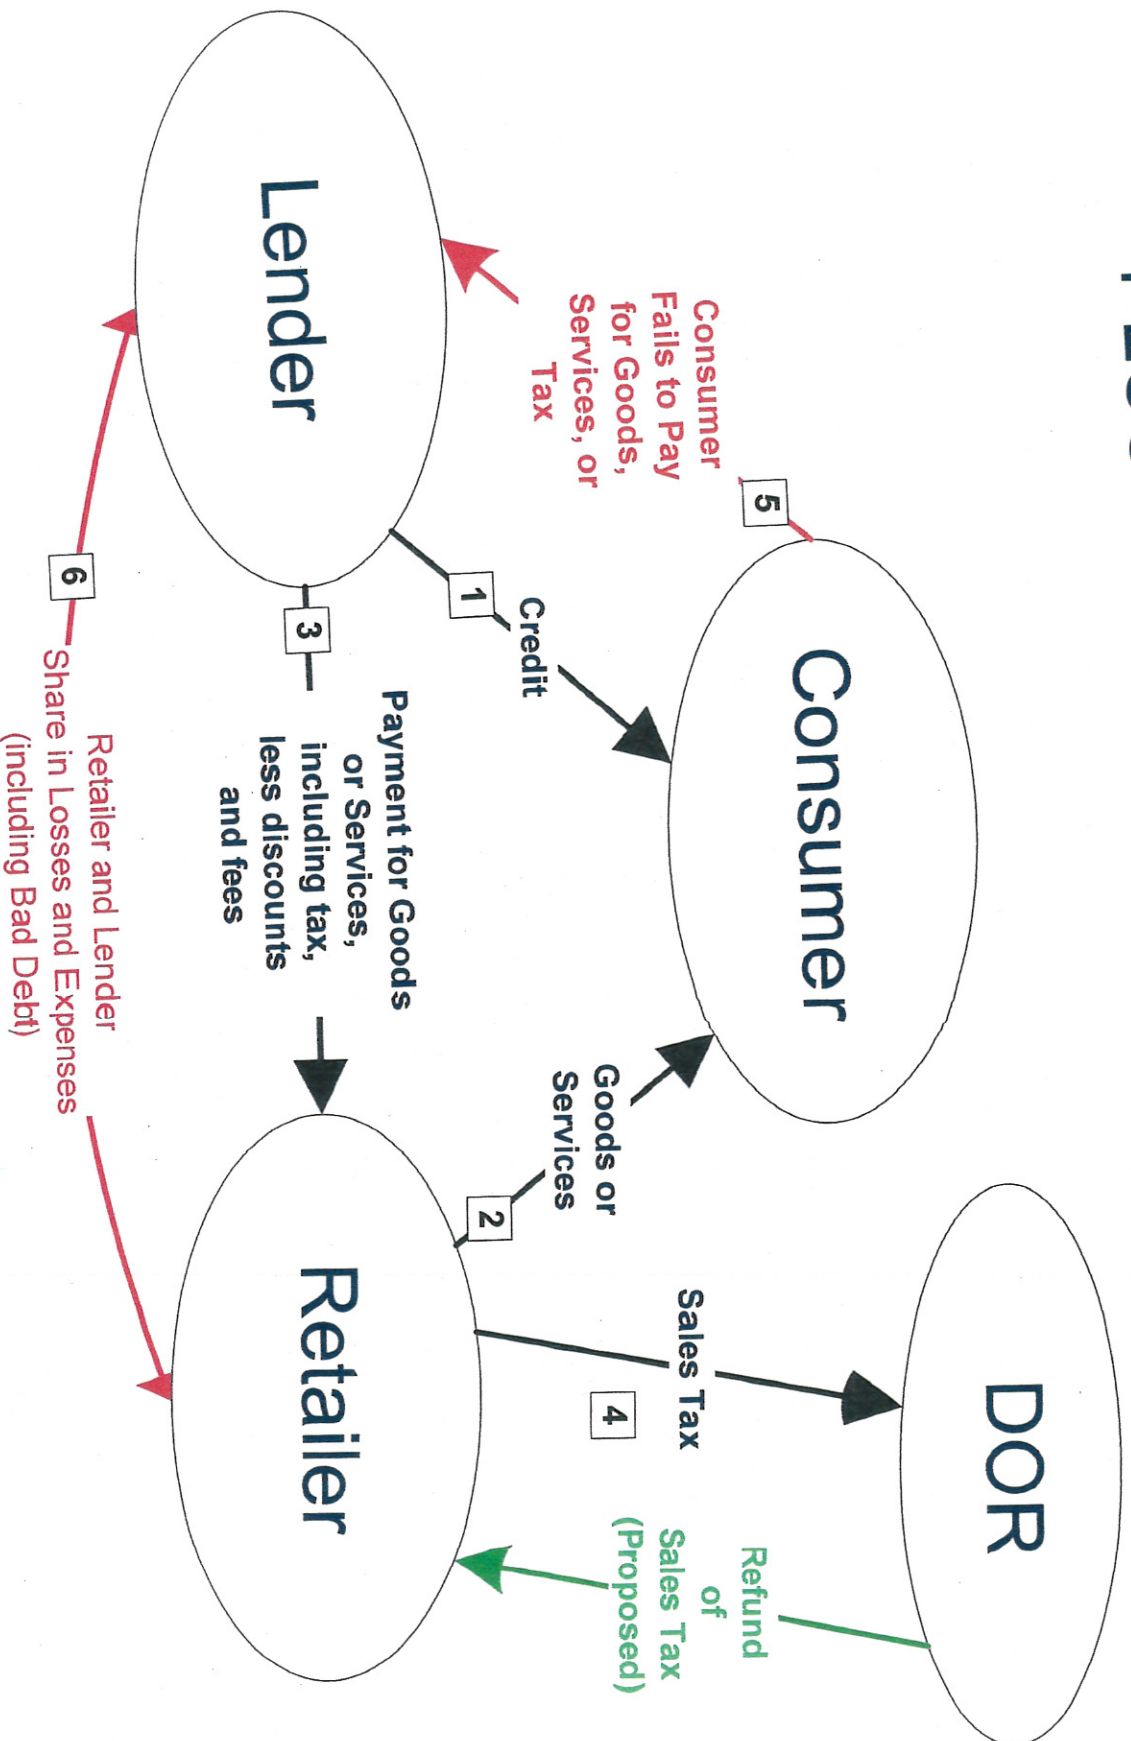 DOR
Consumer
Lender
Retailer
5
Consumer
Fails to Pay
for Goods,
Services, or
Tax
1
Credit
Goods or
Services
2
Sales Tax
4
Refund
of
Sales Tax
(Proposed)
3
Payment for Goods
or Services,
including tax,
less discounts
and fees
6
Retailer and Lender
Share in Losses and Expenses
(including Bad Debt)